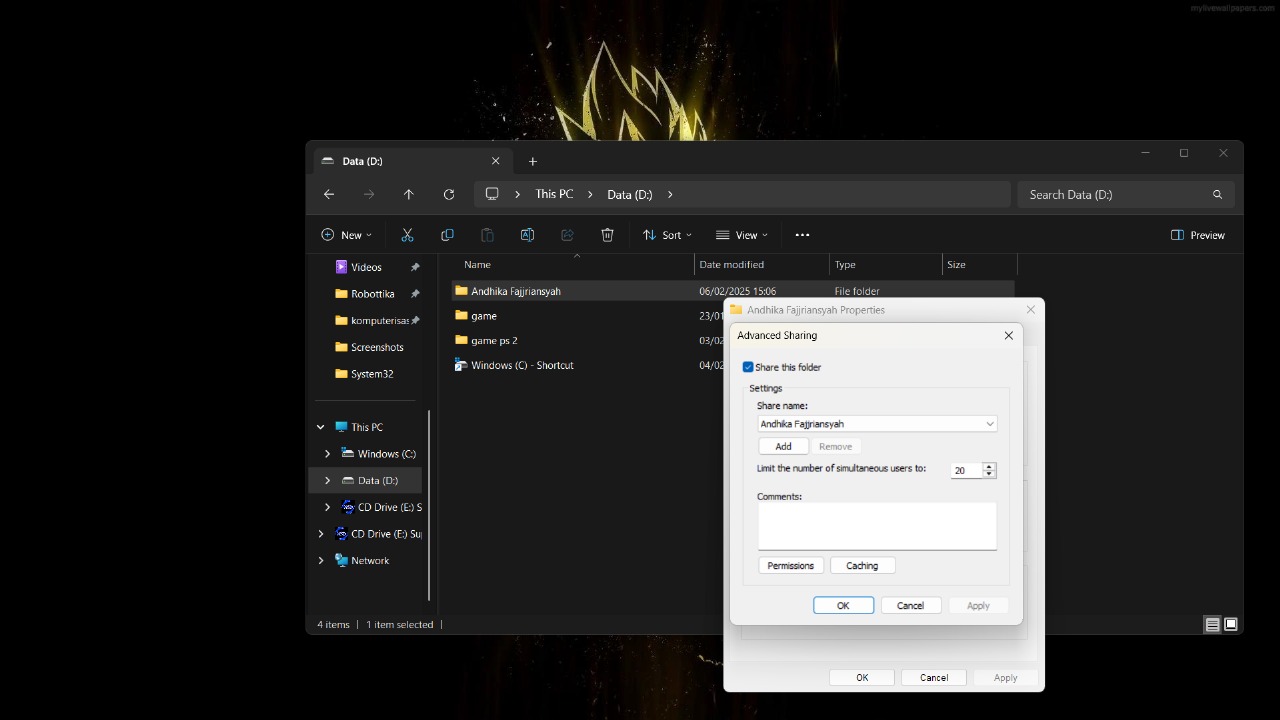 mylivewallpapers.com
Data (D:)
This PC
Data (D:)
Search Data (D:)
New
Sort
View
Preview
Name
Date modified
Type
Size
Videos
Robottika
komputerisas
Screenshots
System32
This PC
Windows (C:)
Data (D:)
CD Drive (E:) S
CD Drive (E:) Su
Network
Andhika Fajjriansyah
06/02/2025 15:06
File folder
game
23/01
game ps 2
03/02
Windows (C) - Shortcut
04/02
4 items
1 item selected
Andhika Fajjriansyah Properties
Advanced Sharing
Share this folder
Settings
Share name:
Andhika Fajjriansyah
Add
Remove
Limit the number of simultaneous users to:
20
Comments:
Permissions
Caching
OK
Cancel
Apply
OK
Cancel
Apply